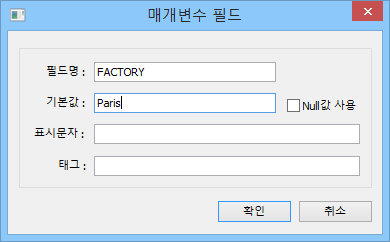 매개변수 필드
필드명 : FACTORY
기본값 : Paris Null값 사용
표시문자 :
태그 :
확인 취소